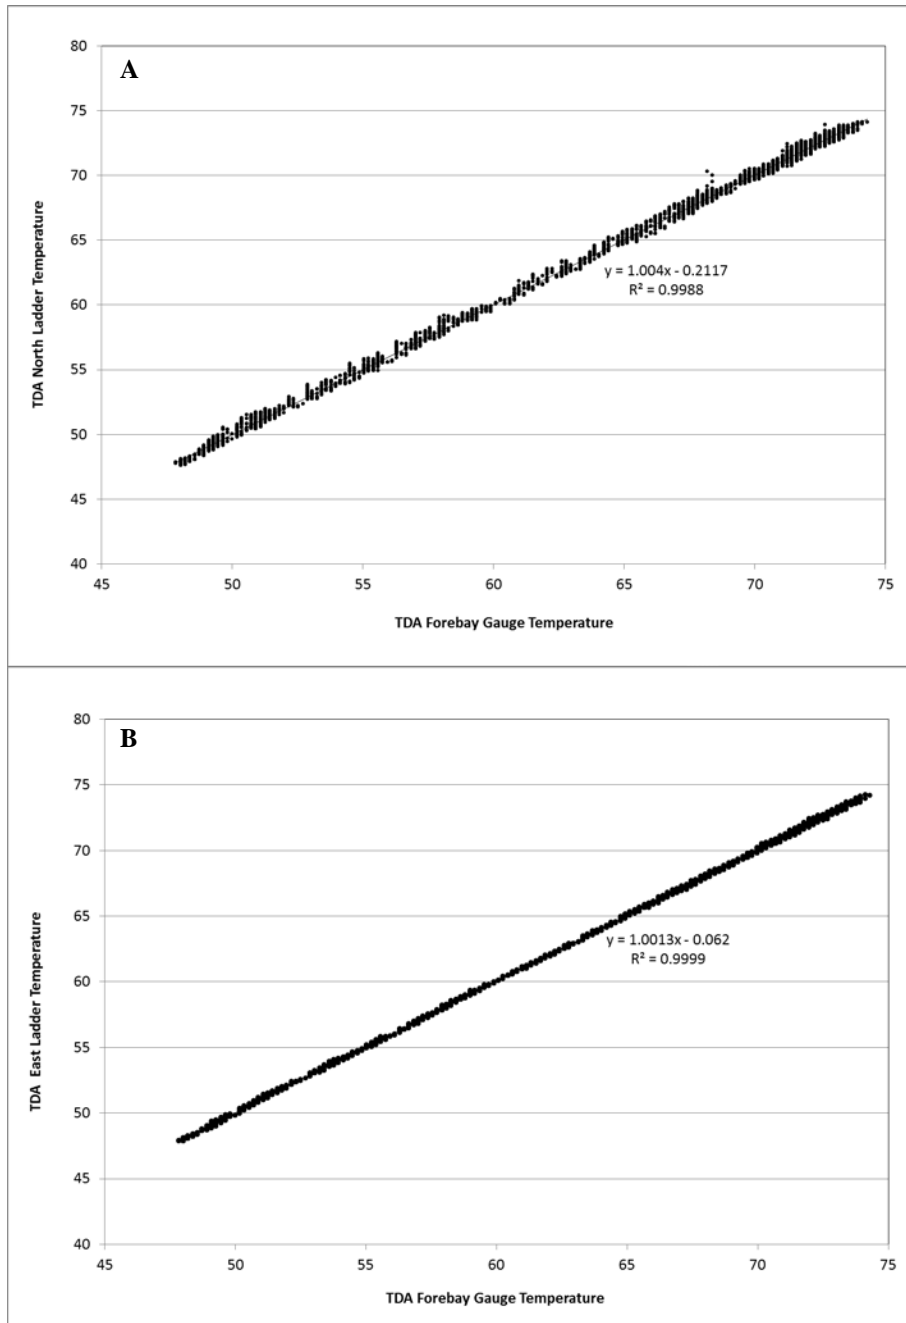 A
80
75
70
65
60
55
50
45
40
TDA North Ladder Temperature
y = 1.004x - 0.2117
R² = 0.9988
45 50 55 60 65 70 75
TDA Forebay Gauge Temperature
B
80
75
70
65
60
55
50
45
40
TDA East Ladder Temperature
y = 1.0013x - 0.062
R² = 0.9999
45 50 55 60 65 70 75
TDA Forebay Gauge Temperature